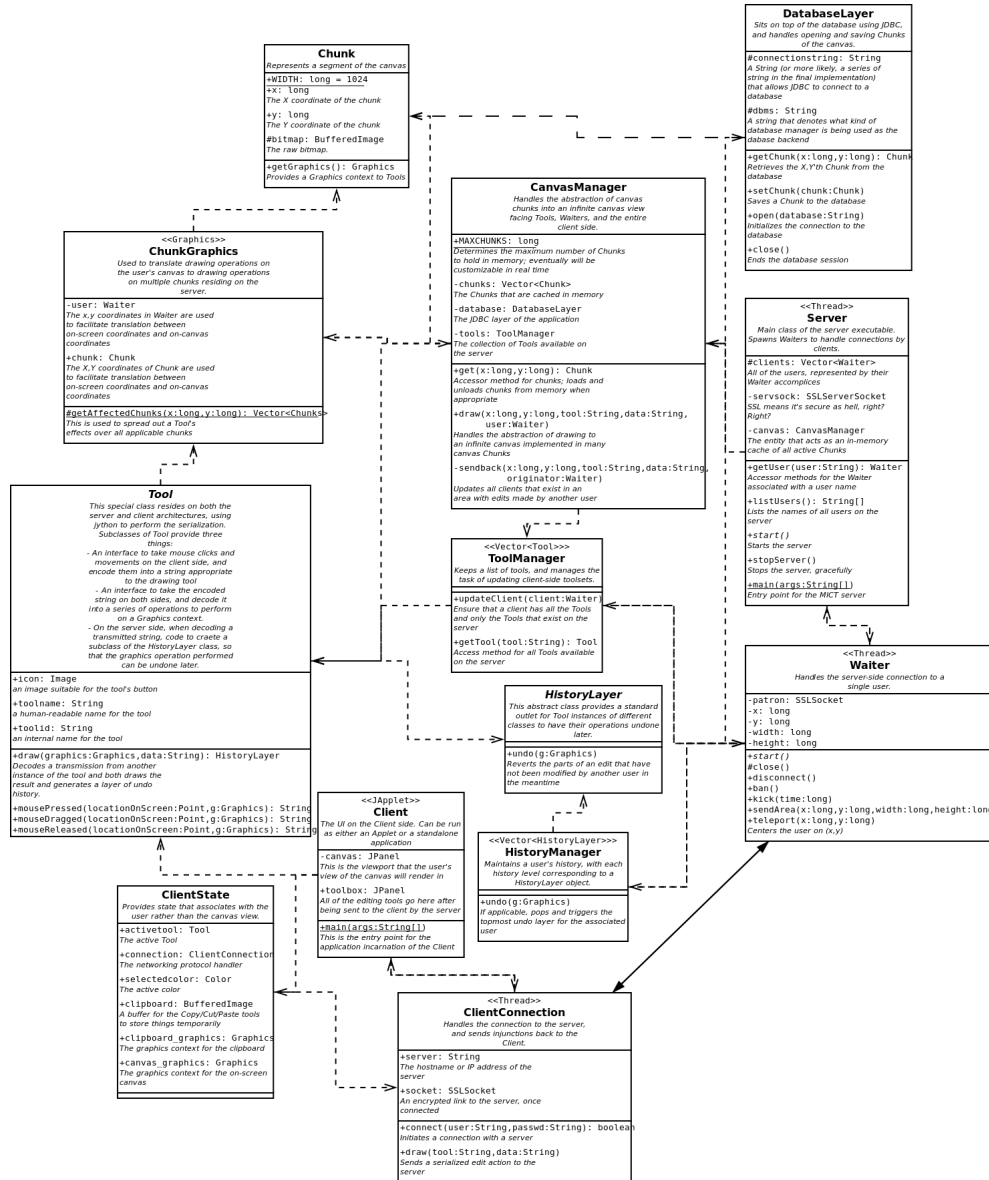 DatabaseLayer
Sits on top of the database using JDBC,
and handles opening and saving Chunks
of the canvas.
#connectionstring: String
A String (or more likely, a series of
string in the final implementation)
that allows JDBC to connect to a
database
#dbms: String
A string that denotes what kind of
database manager is being used as the
dabase backend
+getChunk(x:long,y:long): Chunk
Retrieves the X,Y'th Chunk from the
database
+setChunk(chunk:Chunk)
Saves a Chunk to the database
+open(database:String)
Initializes the connection to the
database
+close()
Ends the database session
Chunk
Represents a segment of the canvas
+WIDTH: long = 1024
+x: long
The X coordinate of the chunk
+y: long
The Y coordinate of the chunk
#bitmap: BufferedImage
The raw bitmap.
+getGraphics(): Graphics
Provides a Graphics context to Tools
CanvasManager
Handles the abstraction of canvas
chunks into an infinite canvas view
facing Tools, Waiters, and the entire
client side.
+MAXCHUNKS: long
Determines the maximum number of Chunks
to hold in memory; eventually will be
customizable in real time
-chunks: Vector<Chunk>
The Chunks that are cached in memory
-database: DatabaseLayer
The JDBC layer of the application
-tools: ToolManager
The collection of Tools available on
the server
+get(x:long,y:long): Chunk
Accessor method for chunks; loads and
unloads chunks from memory when
appropriate
+draw(x:long,y:long,tool:String,data:String,
user:Waiter)
Handles the abstraction of drawing to
an infinite canvas implemented in many
canvas Chunks
-sendback(x:long,y:long,tool:String,data:String,
originator:Waiter)
Updates all clients that exist in an
area with edits made by another user
<<Graphics>>
ChunkGraphics
Used to translate drawing operations on
the user's canvas to drawing operations
on multiple chunks residing on the
server.
-user: Waiter
The x,y coordinates in Waiter are used
to facilitate translation between
on-screen coordinates and on-canvas
coordinates
+chunk: Chunk
The X,Y coordinates of Chunk are used
to facilitate translation between
on-screen coordinates and on-canvas
coordinates
#getAffectedChunks(x:long,y:long): Vector<Chunks>
This is used to spread out a Tool's
effects over all applicable chunks
<<Thread>>
Server
Main class of the server executable.
Spawns Waiters to handle connections by
clients.
#clients: Vector<Waiter>
All of the users, represented by their
Waiter accomplices
-servsock: SSLServerSocket
SSL means it's secure as hell, right?
Right?
-canvas: CanvasManager
The entity that acts as an in-memory
cache of all active Chunks
+getUser(user:String): Waiter
Accessor methods for the Waiter
associated with a user name
+listUsers(): String[]
Lists the names of all users on the
server
+start()
Starts the server
+stopServer()
Stops the server, gracefully
+main(args:String[])
Entry point for the MICT server
Tool
This special class resides on both the
server and client architectures, using
jython to perform the serialization.
Subclasses of Tool provide three
things:
- An interface to take mouse clicks and
movements on the client side, and
encode them into a string appropriate
to the drawing tool
- An interface to take the encoded
string on both sides, and decode it
into a series of operations to perform
on a Graphics context.
- On the server side, when decoding a
transmitted string, code to craete a
subclass of the HistoryLayer class, so
that the graphics operation performed
can be undone later.
+icon: Image
an image suitable for the tool's button
+toolname: String
a human-readable name for the tool
+toolid: String
an internal name for the tool
+draw(graphics:Graphics,data:String): HistoryLayer
Decodes a transmission from another
instance of the tool and both draws the
result and generates a layer of undo
history.
+mousePressed(locationOnScreen:Point,g:Graphics): String
+mouseDragged(locationOnScreen:Point,g:Graphics): String
+mouseReleased(locationOnScreen:Point,g:Graphics): String
<<Vector<Tool>>>
ToolManager
Keeps a list of tools, and manages the
task of updating client-side toolsets.
+updateClient(client:Waiter)
Ensure that a client has all the Tools
and only the Tools that exist on the
server
+getTool(tool:String): Tool
Access method for all Tools available
on the server
<<Thread>>
Waiter
Handles the server-side connection to a
single user.
-patron: SSLSocket
-x: long
-y: long
-width: long
-height: long
+start()
#close()
+disconnect()
+ban()
+kick(time:long)
+sendArea(x:long,y:long,width:long,height:long
+teleport(x:long,y:long)
Centers the user on (x,y)
HistoryLayer
This abstract class provides a standard
outlet for Tool instances of different
classes to have their operations undone
later.
+undo(g:Graphics)
Reverts the parts of an edit that have
not been modified by another user in
the meantime
<<JApplet>>
Client
The UI on the Client side. Can be run
as either an Applet or a standalone
application
-canvas: JPanel
This is the viewport that the user's
view of the canvas will render in
+toolbox: JPanel
All of the editing tools go here after
being sent to the client by the server
+main(args:String[])
This is the entry point for the
application incarnation of the Client
<<Vector<HistoryLayer>>>
HistoryManager
Maintains a user's history, with each
history level corresponding to a
HistoryLayer object.
+undo(g:Graphics)
If applicable, pops and triggers the
topmost undo layer for the associated
user
ClientState
Provides state that associates with the
user rather than the canvas view.
+activetool: Tool
The active Tool
+connection: ClientConnection
The networking protocol handler
+selectedcolor: Color
The active color
+clipboard: BufferedImage
A buffer for the Copy/Cut/Paste tools
to store things temporarily
+clipboard_graphics: Graphics
The graphics context for the clipboard
+canvas_graphics: Graphics
The graphics context for the on-screen
canvas
<<Thread>>
ClientConnection
Handles the connection to the server,
and sends injunctions back to the
Client.
+server: String
The hostname or IP address of the
server
+socket: SSLSocket
An encrypted link to the server, once
connected
+connect(user:String,passwd:String): boolean
Initiates a connection with a server
+draw(tool:String,data:String)
Sends a serialized edit action to the
server